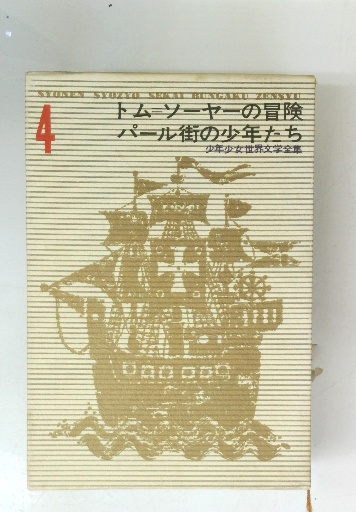 SYONEN SYOZYO SEKAI BUNGAKU ZENSYU
4
トム=ソーヤーの冒険
パール街の少年たち
少年少女世界文学全集